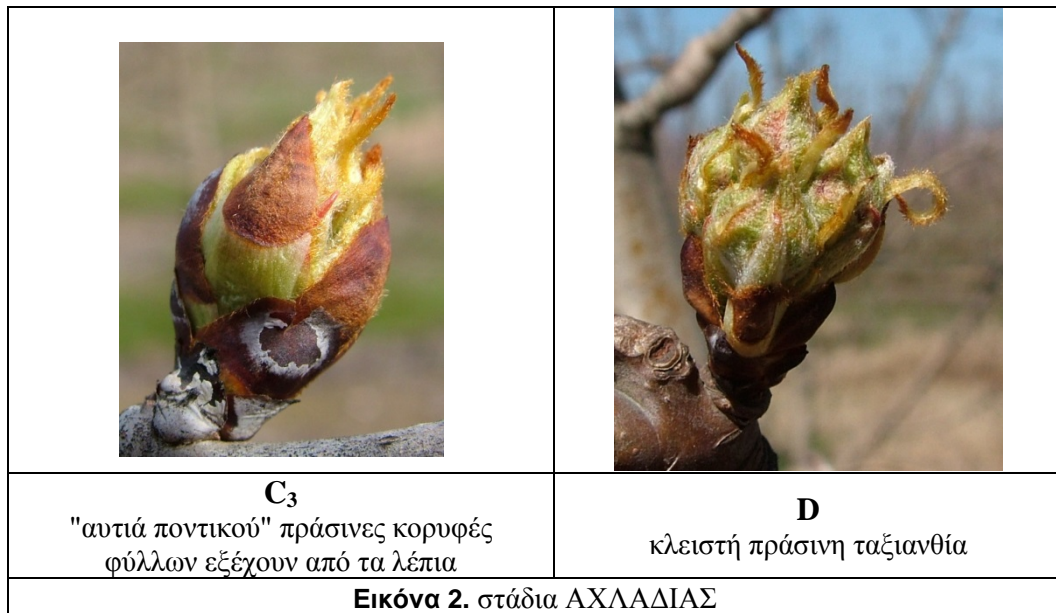 C₃
"αυτιά ποντικού" πράσινες κορυφές
φύλλων εξέχουν από τα λέπια
D
κλειστή πράσινη ταξιανθία
Εικόνα 2. στάδια ΑΧΛΑΔΙΑΣ